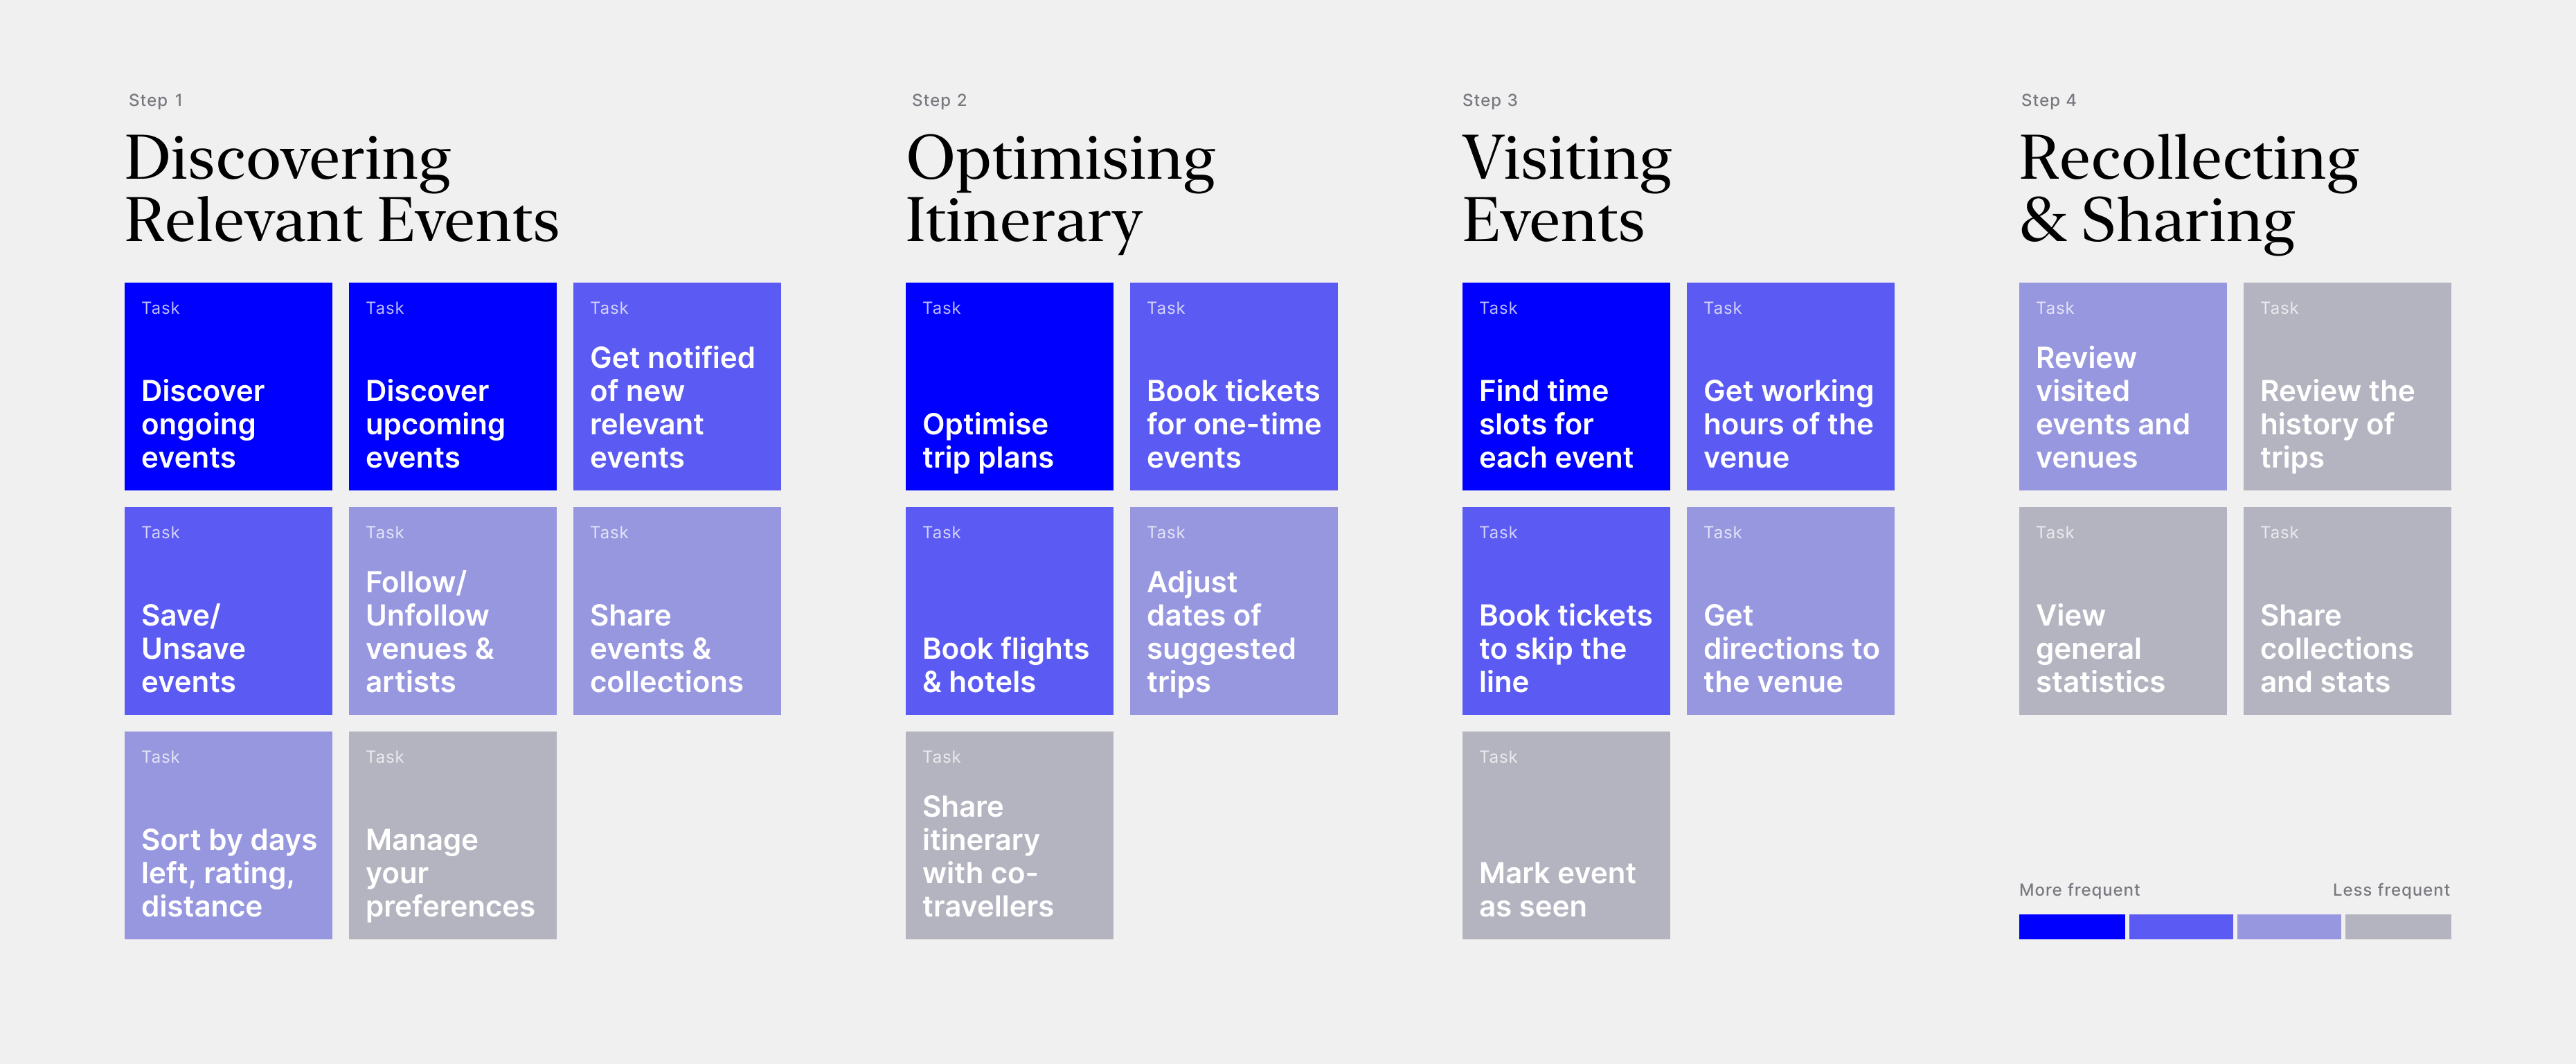 Step 1
Discovering
Relevant Events
Task
Discover
ongoing
events
Task
Discover
upcoming
events
Task
Get notified
of new
relevant
events
Task
Save/
Unsave
events
Task
Follow/
Unfollow
venues &
artists
Task
Share
events &
collections
Task
Sort by days
left, rating,
distance
Task
Manage
your
preferences
Step 2
Optimising
Itinerary
Task
Optimise
trip plans
Task
Book tickets
for one-time
events
Task
Book flights
& hotels
Task
Adjust
dates of
suggested
trips
Task
Share
itinerary
with co-
travellers
Step 3
Visiting
Events
Task
Find time
slots for
each event
Task
Get working
hours of the
venue
Task
Book tickets
to skip the
line
Task
Get
directions to
the venue
Task
Mark event
as seen
Step 4
Recollecting
& Sharing
Task
Review
visited
events and
venues
Task
Review the
history of
trips
Task
View
general
statistics
Task
Share
collections
and stats
More frequent
Less frequent